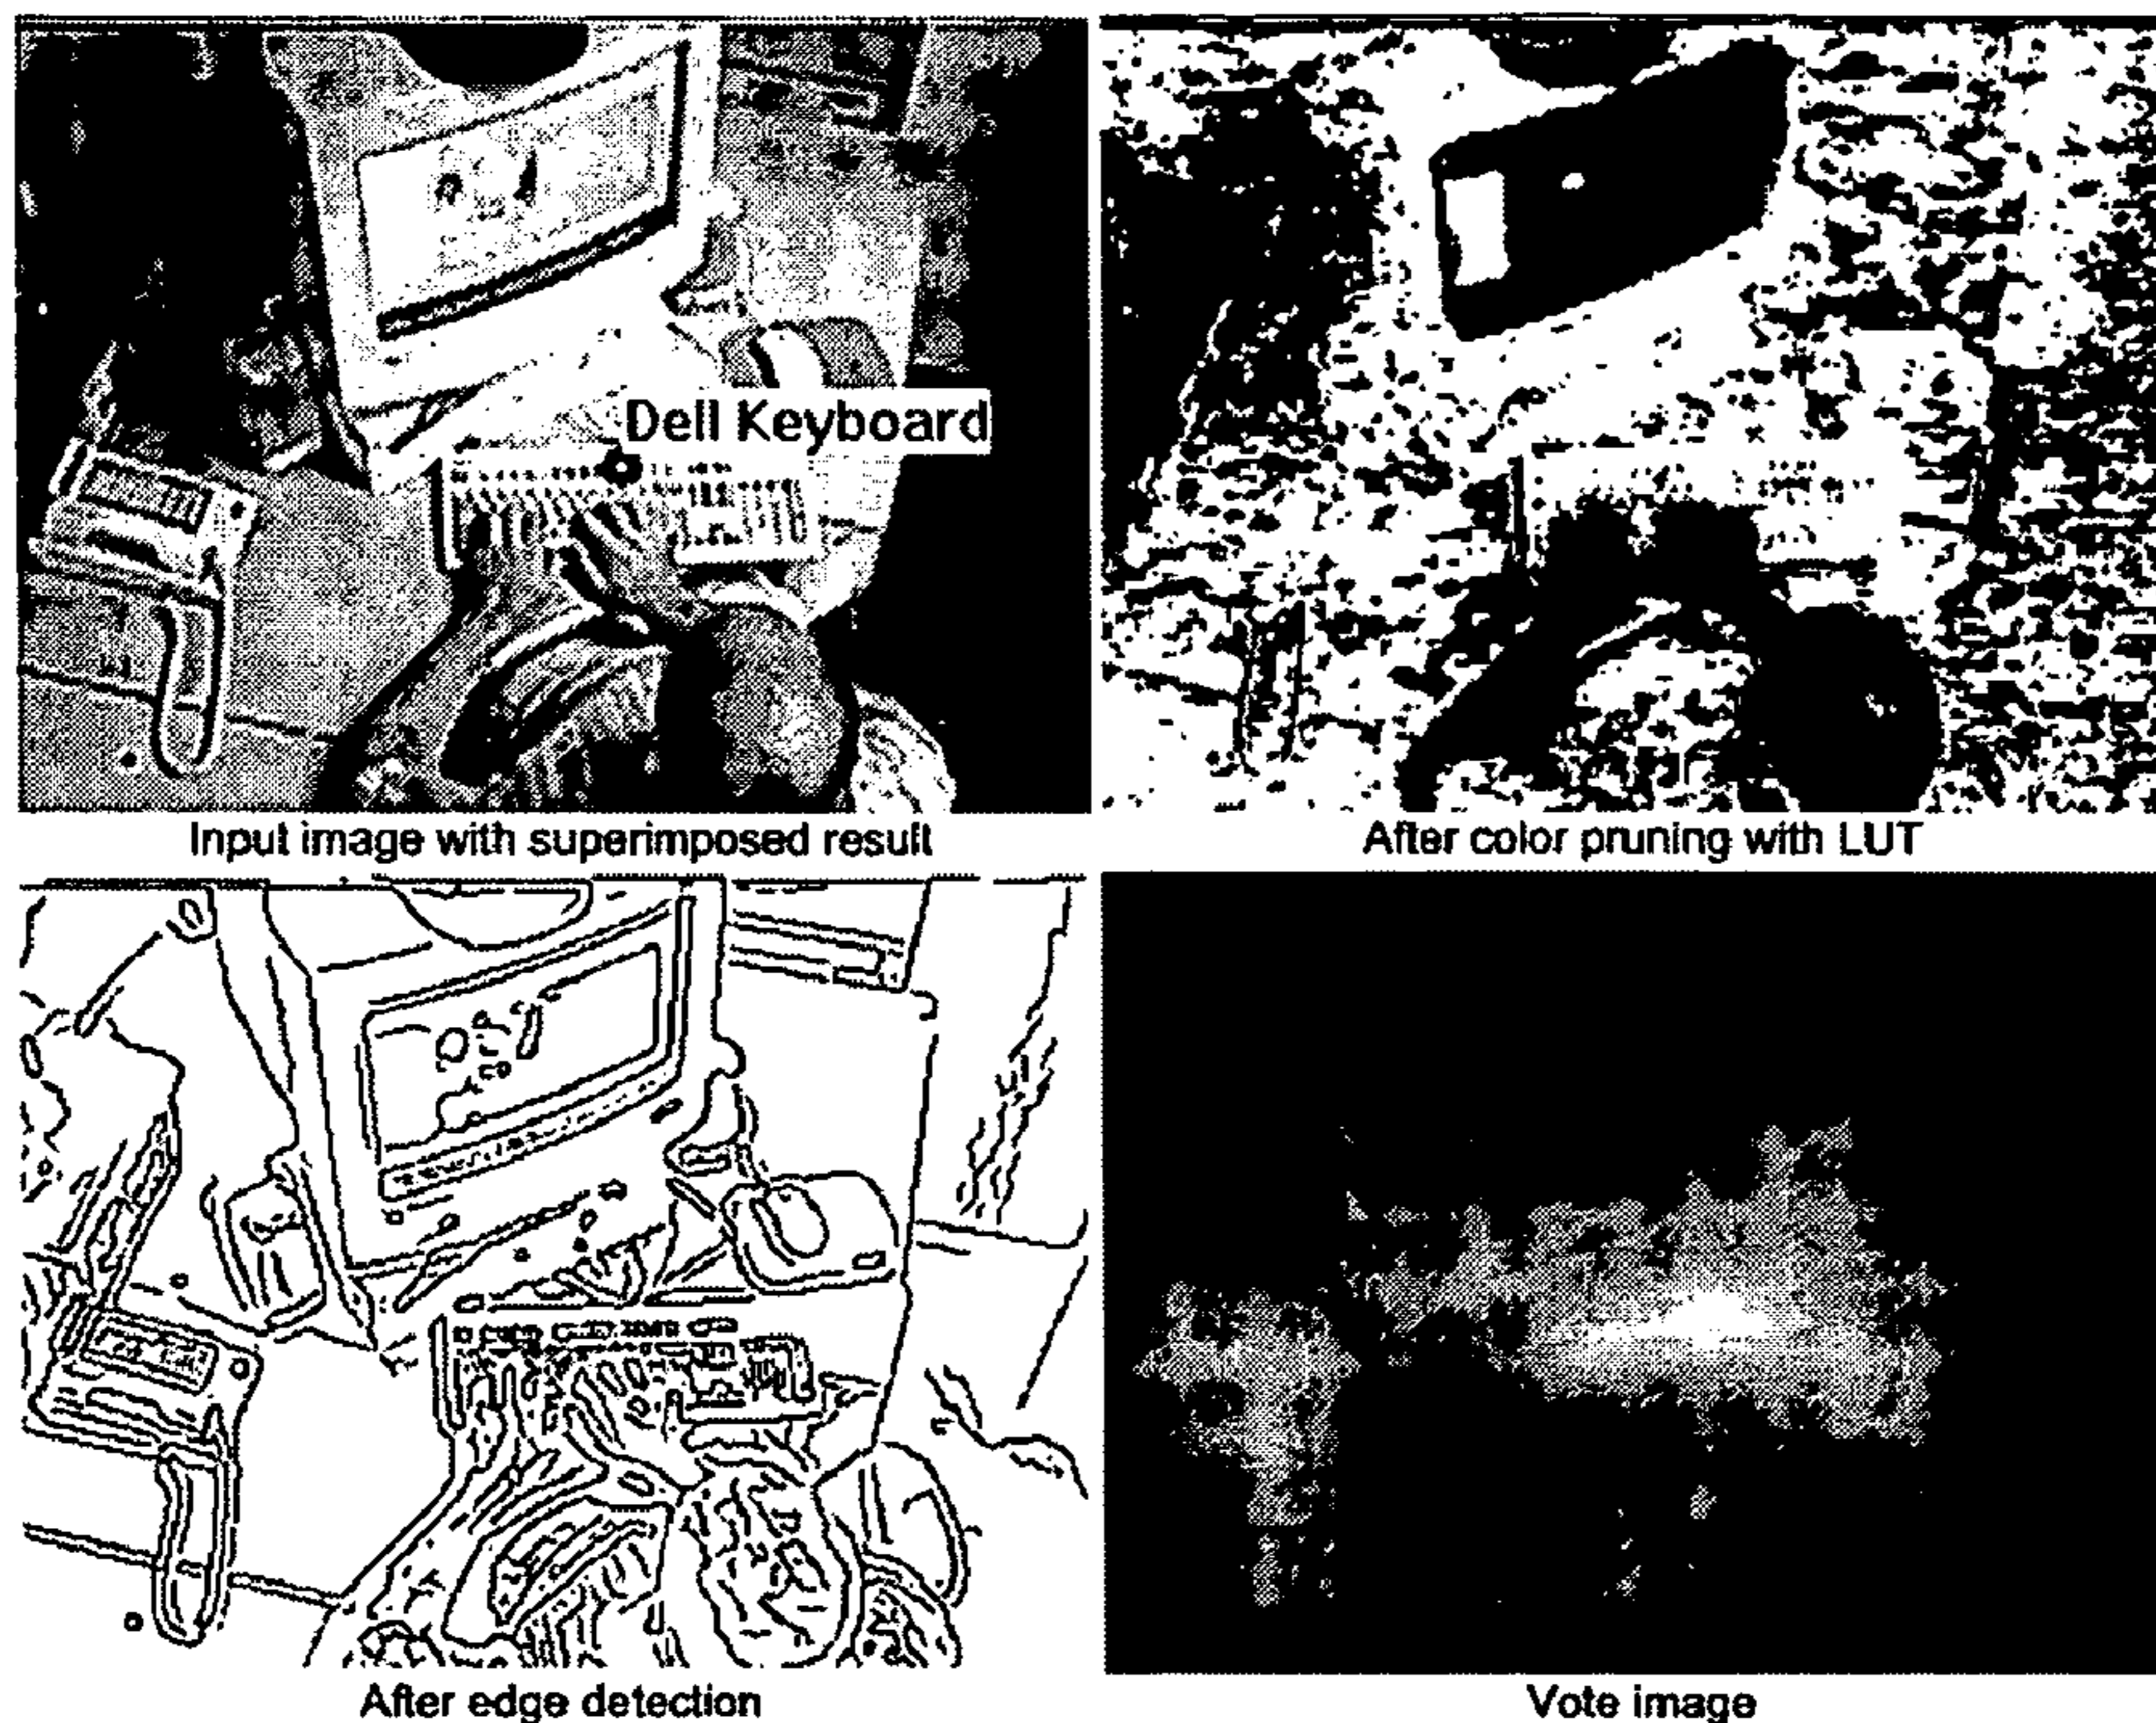 Dell Keyboard
Input image with superimposed result
After color pruning with LUT
After edge detection
Vote image